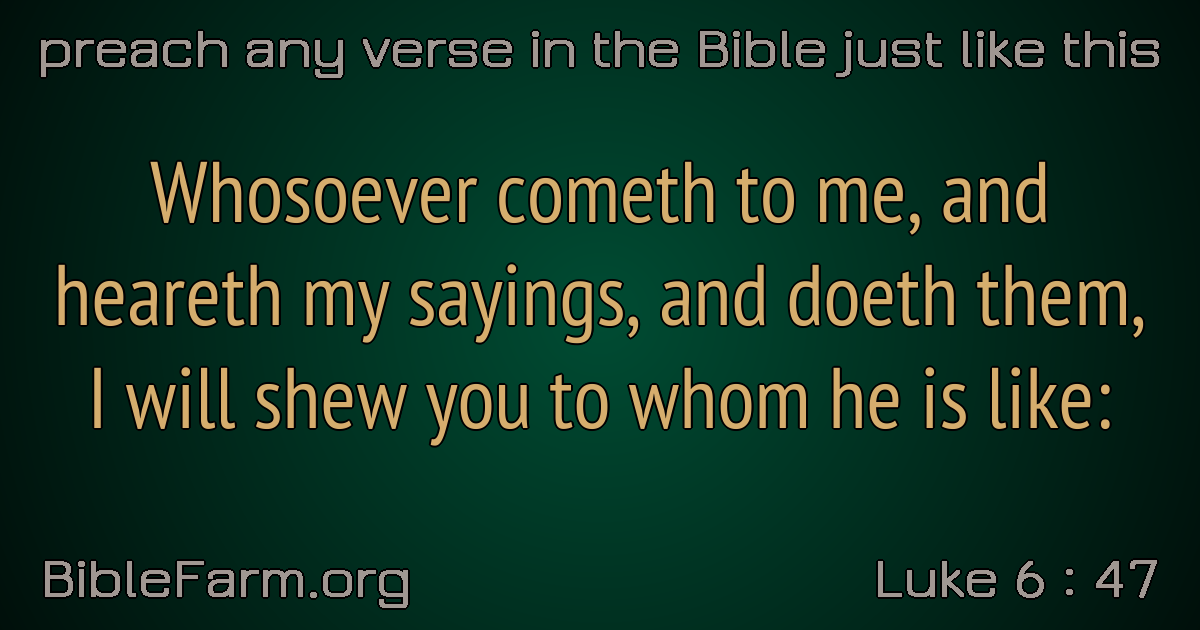 preach any verse in the Bible just like this
Whosoever cometh to me, and
heareth my sayings, and doeth them,
I will shew you to whom he is like:
BibleFarm.org
Luke 6 : 47